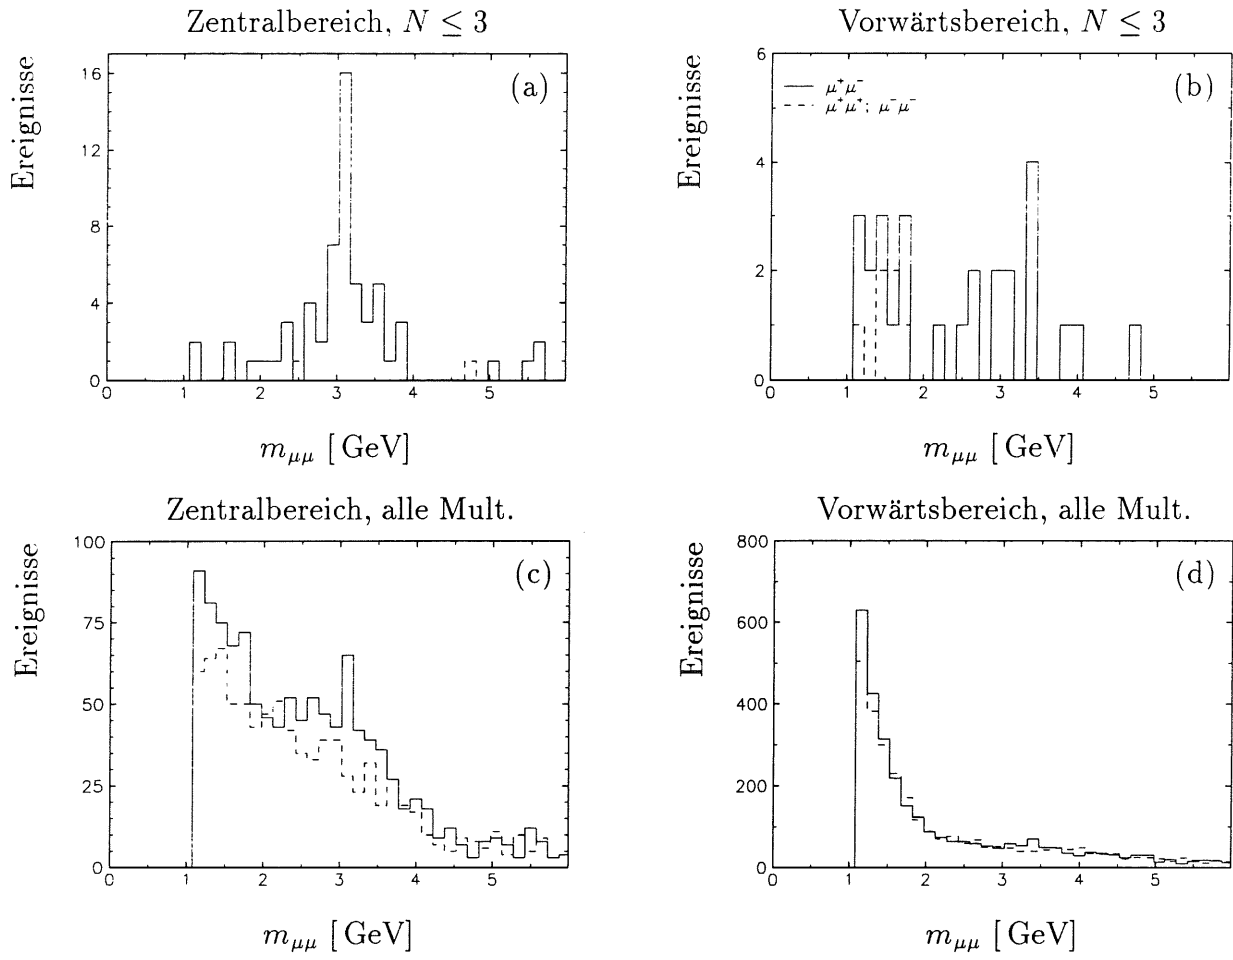 Zentralbereich, N ≤ 3
Ereignisse
16
12
8
4
0
(a)
0 1 2 3 4 5
m_μμ [GeV]
Vorwärtsbereich, N ≤ 3
Ereignisse
6
4
2
0
μ⁺μ⁻
μ⁺μ⁺; μ⁻μ⁻
(b)
0 1 2 3 4 5
m_μμ [GeV]
Zentralbereich, alle Mult.
Ereignisse
100
75
50
25
0
(c)
0 1 2 3 4 5
m_μμ [GeV]
Vorwärtsbereich, alle Mult.
Ereignisse
800
600
400
200
0
(d)
0 1 2 3 4 5
m_μμ [GeV]